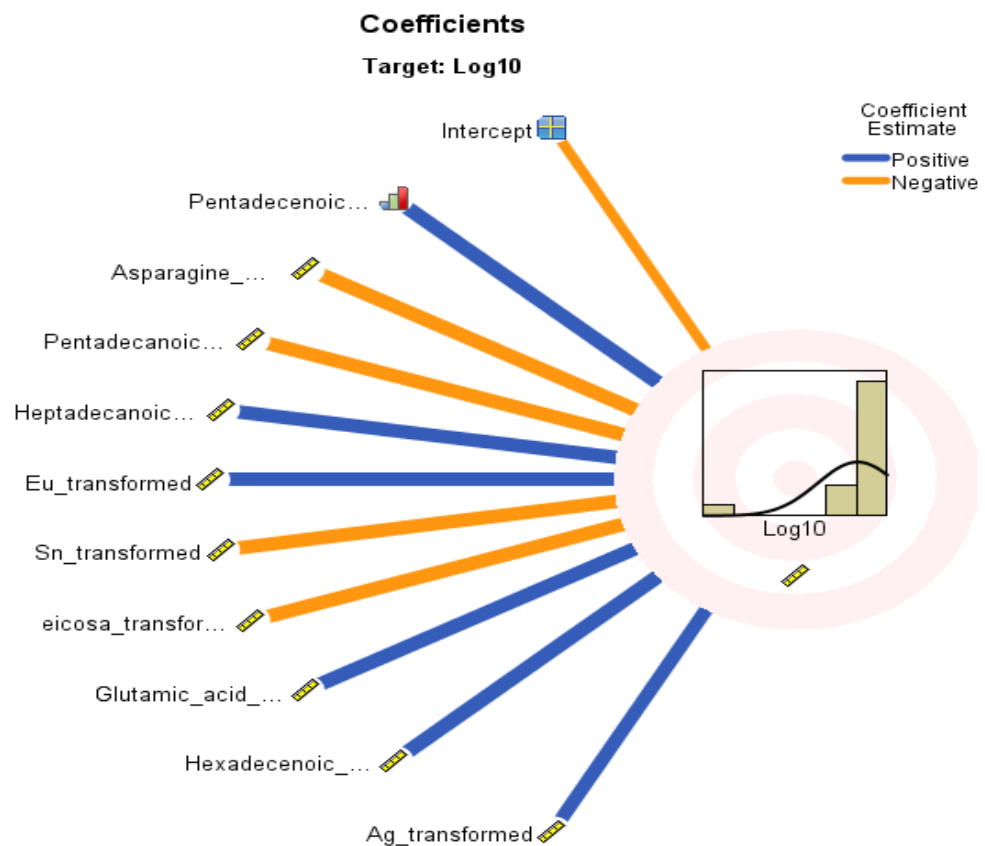 Coefficients
Target: Log10
Coefficient
Estimate
Positive
Negative
Intercept
Pentadecenoic...
Asparagine_...
Pentadecanoic...
Heptadecanoic...
Eu_transformed
Sn_transformed
eicosa_transfor...
Glutamic_acid_...
Hexadecenoic_...
Ag_transformed
Log10